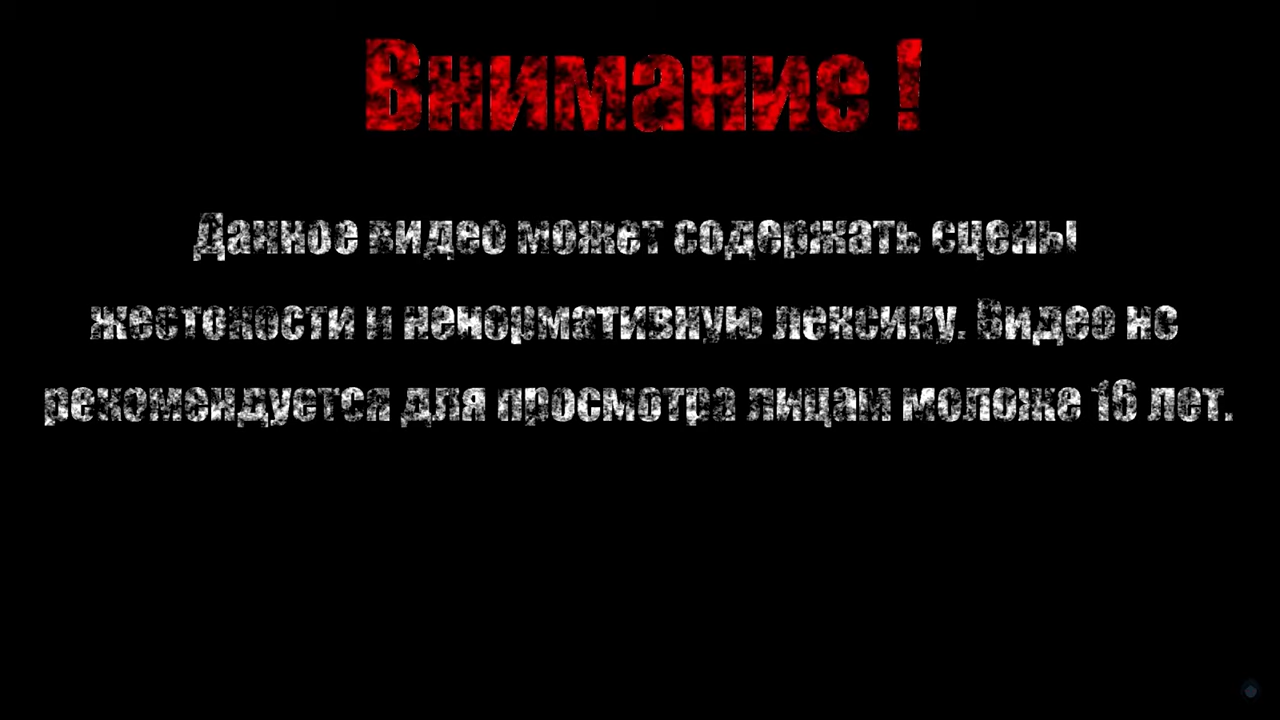 Внимание !
Данное видео может содержать сцены
жестокости и ненормативную лексику. Видео не
рекомендуется для просмотра лицам моложе 16 лет.